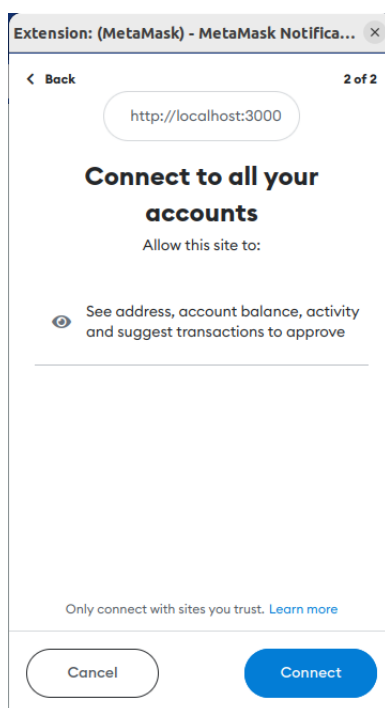 Extension: (MetaMask) - MetaMask Notifica... ×
Back 2 of 2
http://localhost:3000
Connect to all your
accounts
Allow this site to:
See address, account balance, activity
and suggest transactions to approve
Only connect with sites you trust. Learn more
Cancel Connect